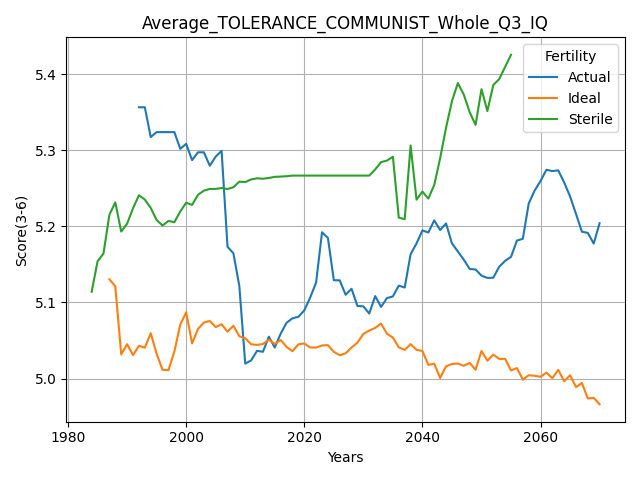 Average_TOLERANCE_COMMUNIST_Whole_Q3_IQ
Fertility
Actual
Ideal
Sterile
Score(3-6)
5.4
5.3
5.2
5.1
5.0
1980
2000
2020
2040
2060
Years